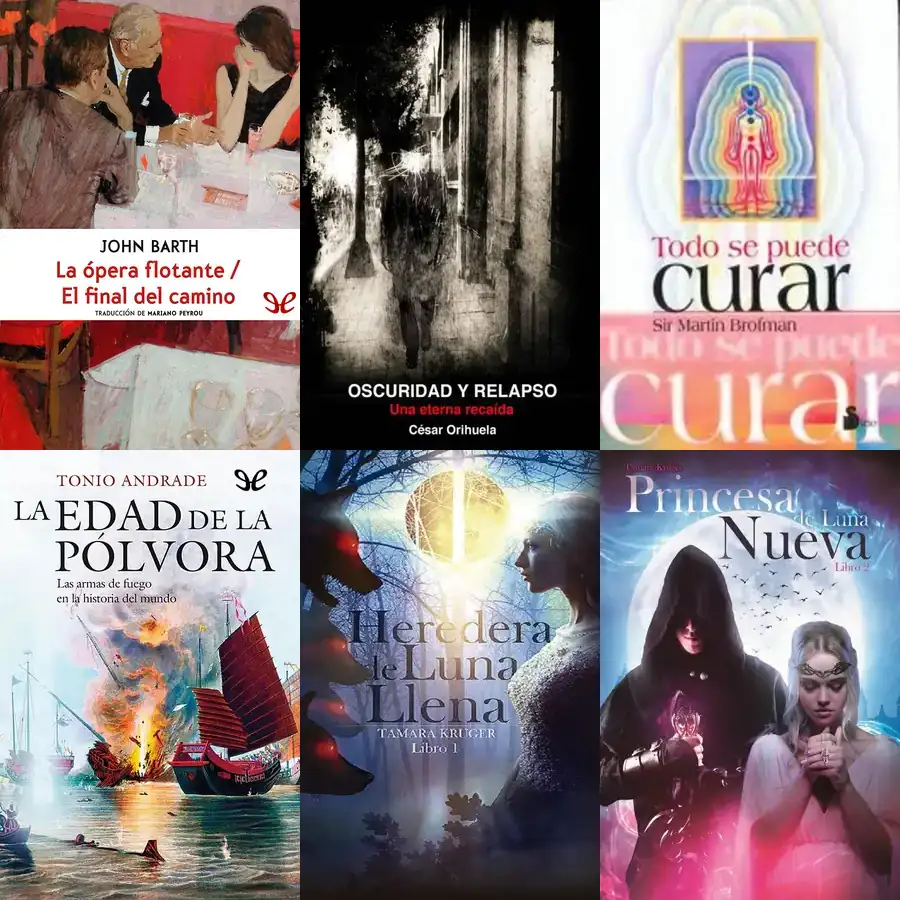 JOHN BARTH
La ópera flotante /
El final del camino
TRADUCCIÓN DE MARIANO PEYROU
OSCURIDAD Y RELAPSO
Una eterna recaída
César Orihuela
Todo se puede
curar
Sir Martin Brofman
Todo se puede
curar
TONIO ANDRADE
LA EDAD DE LA
PÓLVORA
Las armas de fuego
en la historia del mundo
Heredera
de Luna
Llena
TAMARA KRUGER
Libro 1
Princesa
de Luna
Nueva
Libro 2